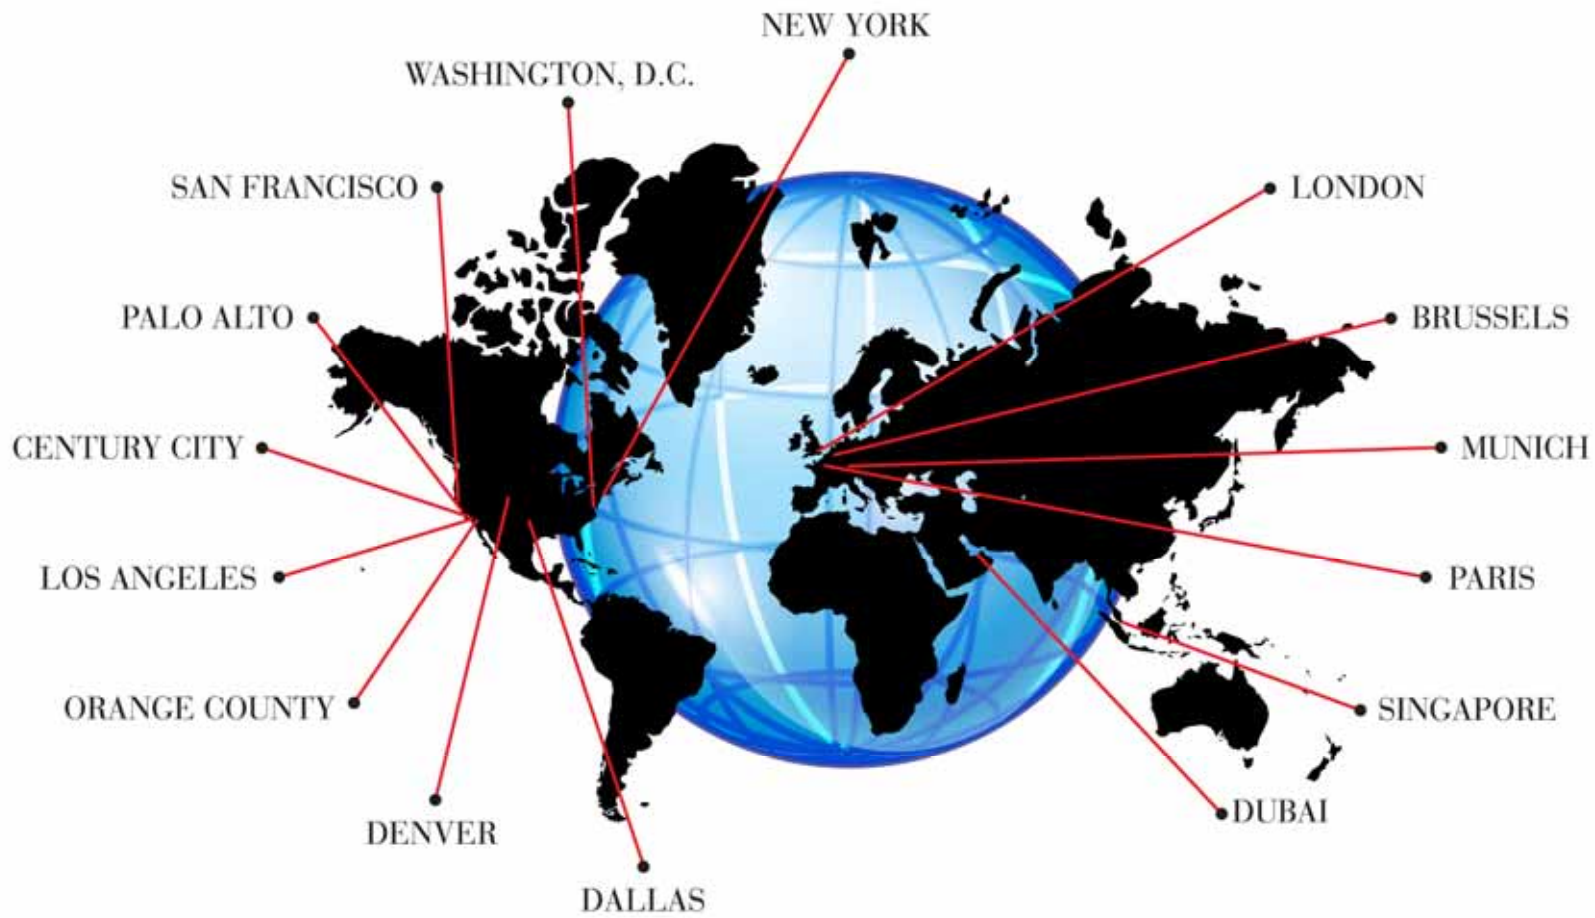 NEW YORK
WASHINGTON, D.C.
SAN FRANCISCO
LONDON
PALO ALTO
BRUSSELS
CENTURY CITY
MUNICH
LOS ANGELES
PARIS
ORANGE COUNTY
SINGAPORE
DENVER
DUBAI
DALLAS